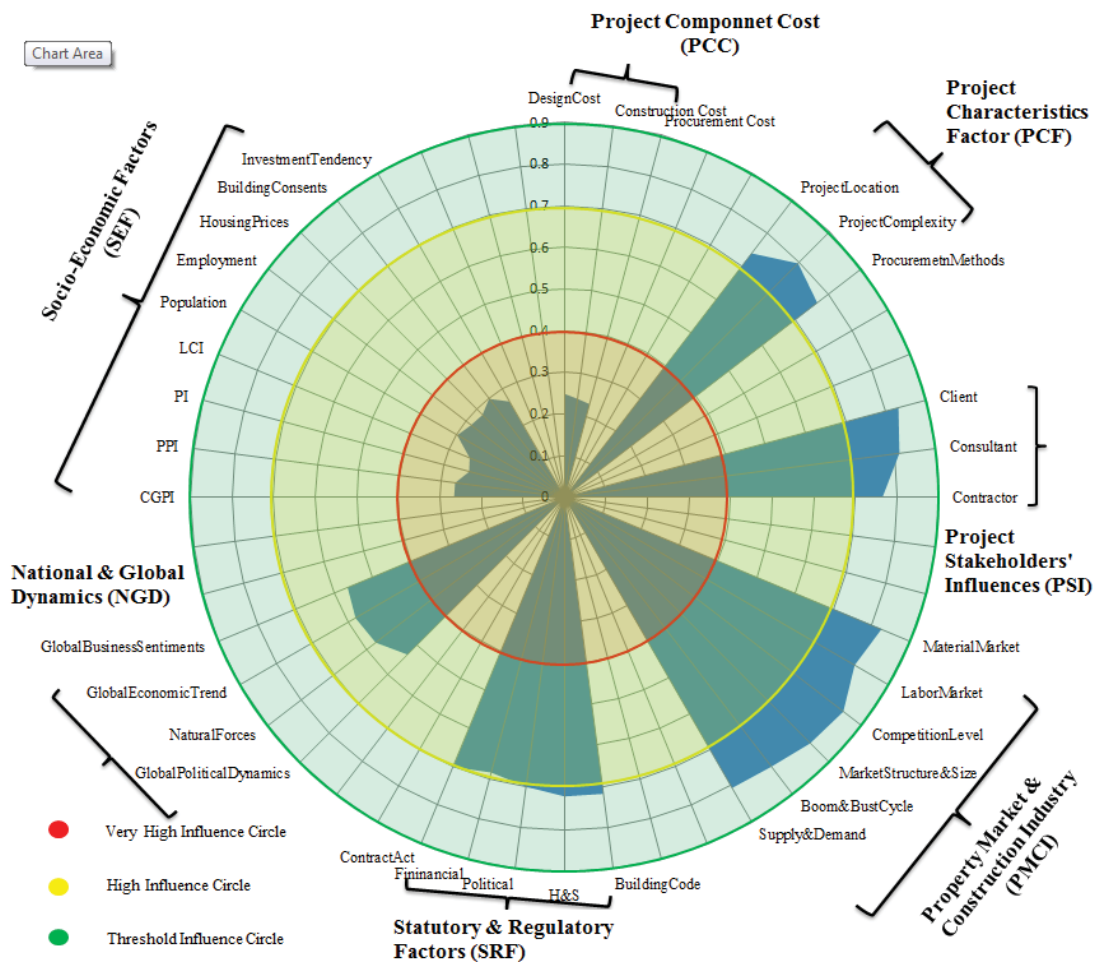 Project Componnet Cost
(PCC)
Chart Area
Project
Characteristics
Factor (PCF)
DesignCost
Construction Cost
Procurement Cost
0.9
0.8
0.7
0.6
0.5
0.4
0.3
0.2
0.1
0
ProjectLocation
ProjectComplexity
ProcuremetnMethods
Client
Consultant
Contractor
Project
Stakeholders'
Influences (PSI)
MaterialMarket
LaborMarket
CompetitionLevel
MarketStructure&Size
Boom&BustCycle
Supply&Demand
Property Market &
Construction Industry
(PMCI)
BuildingCode
H&S
Political
Fininancial
ContractAct
Statutory & Regulatory
Factors (SRF)
GlobalPoliticalDynamics
NaturalForces
GlobalEconomicTrend
GlobalBusinessSentiments
National & Global
Dynamics (NGD)
CGPI
PPI
PI
LCI
Population
Employment
HousingPrices
BuildingConsents
InvestmentTendency
Socio-Economic Factors
(SEF)
Very High Influence Circle
High Influence Circle
Threshold Influence Circle